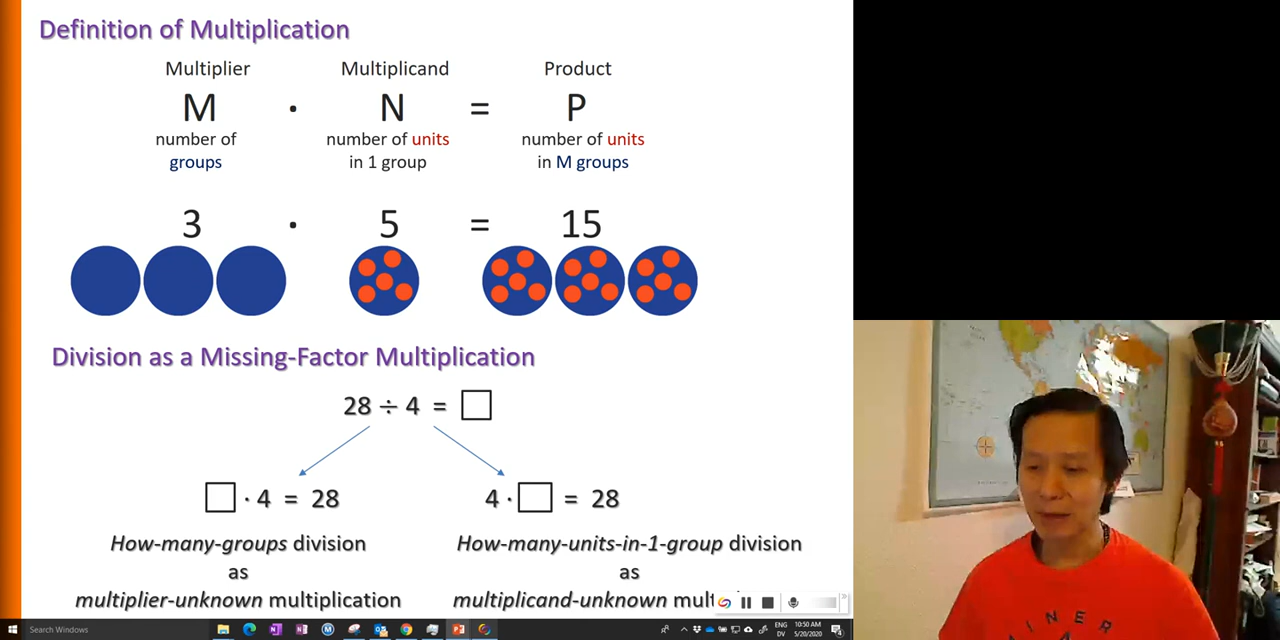 Definition of Multiplication
Multiplier Multiplicand Product
M · N = P
number of number of units number of units
groups in 1 group in M groups
3 · 5 = 15
Division as a Missing-Factor Multiplication
28 ÷ 4 = □
□ · 4 = 28 4 · □ = 28
How-many-groups division How-many-units-in-1-group division
as as
multiplier-unknown multiplication multiplicand-unknown
INER
Search Windows
ENG 10:50 AM
DV 5/20/2020